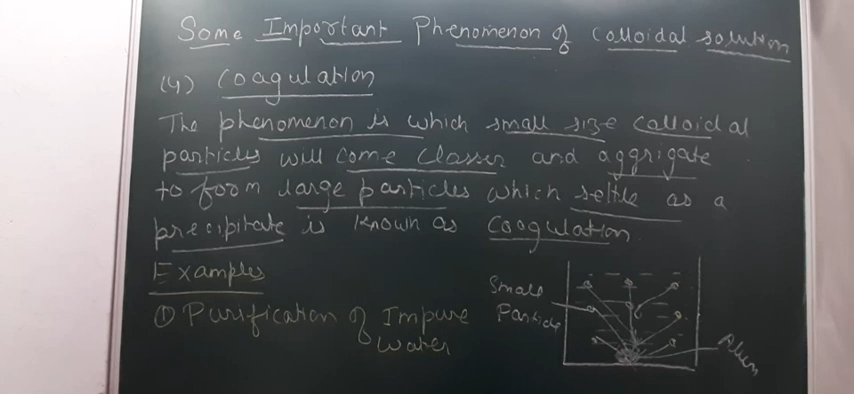 Some Important Phenomenon of colloidal solution
(4) Coagulation
The phenomenon is which small size colloidal
particles will come closer and aggrigate
to form large particles which settle as a
precipitate is known as Coagulation.
Examples
① Purification of Impure
Water
Small
Particle
Alum